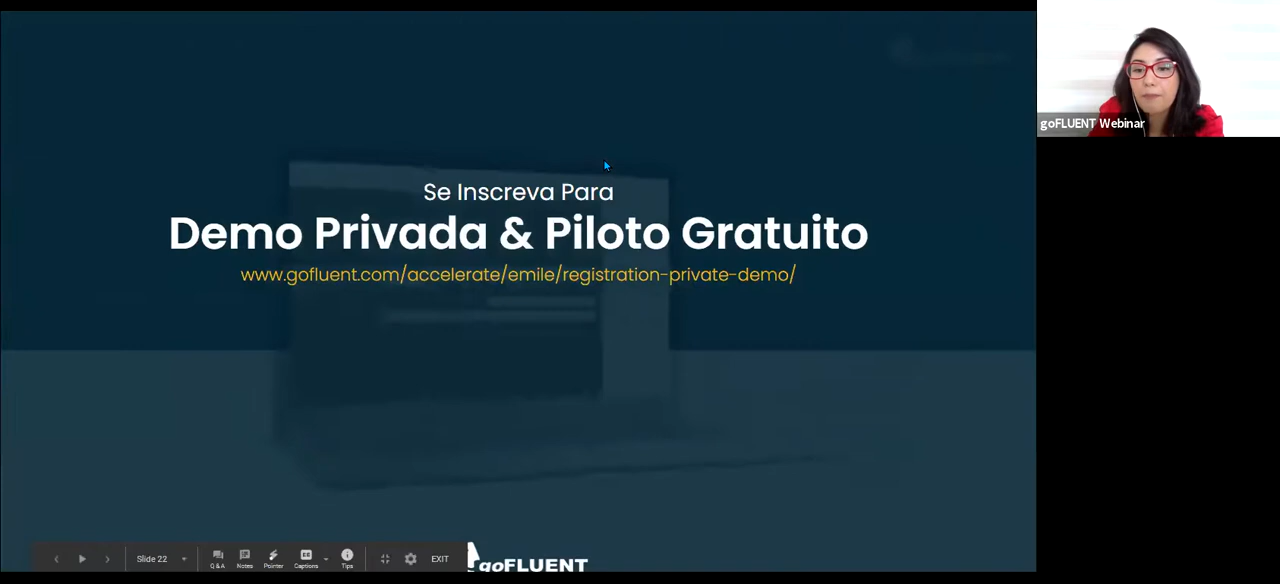 goFLUENT Webinar
Se Inscreva Para
Demo Privada & Piloto Gratuito
www.gofluent.com/accelerate/emile/registration-private-demo/
Slide 22
Q&A
Notes
Pointer
CC
Captions
Tips
EXIT
goFLUENT